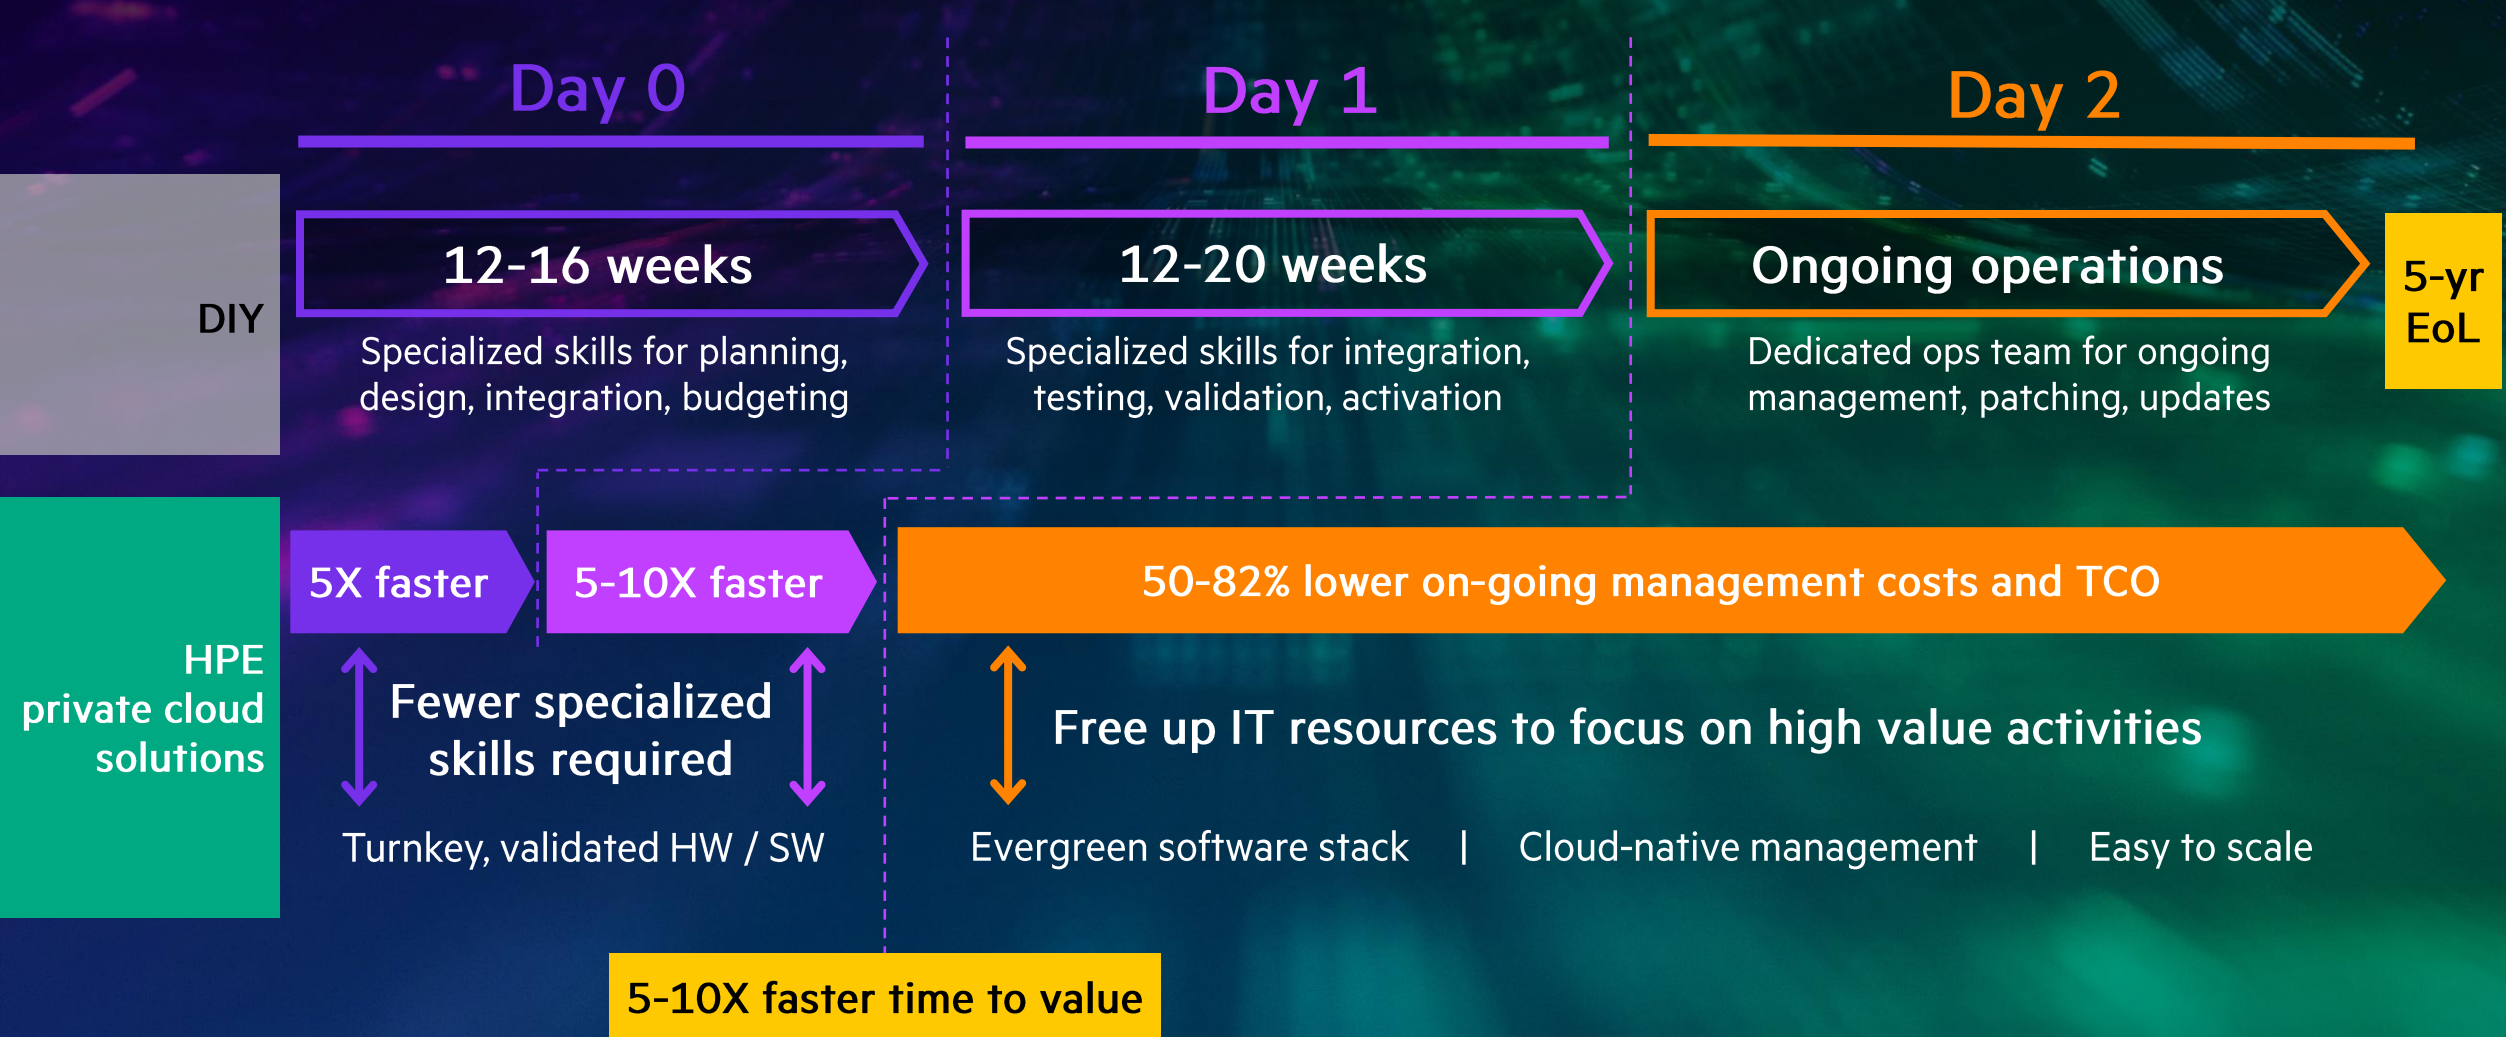 Day 0
Day 1
Day 2
DIY
12-16 weeks
Specialized skills for planning,
design, integration, budgeting
12-20 weeks
Specialized skills for integration,
testing, validation, activation
Ongoing operations
Dedicated ops team for ongoing
management, patching, updates
5-yr
EoL
HPE
private cloud
solutions
5X faster
5-10X faster
50-82% lower on-going management costs and TCO
Fewer specialized
skills required
Free up IT resources to focus on high value activities
Turnkey, validated HW / SW
Evergreen software stack | Cloud-native management | Easy to scale
5-10X faster time to value